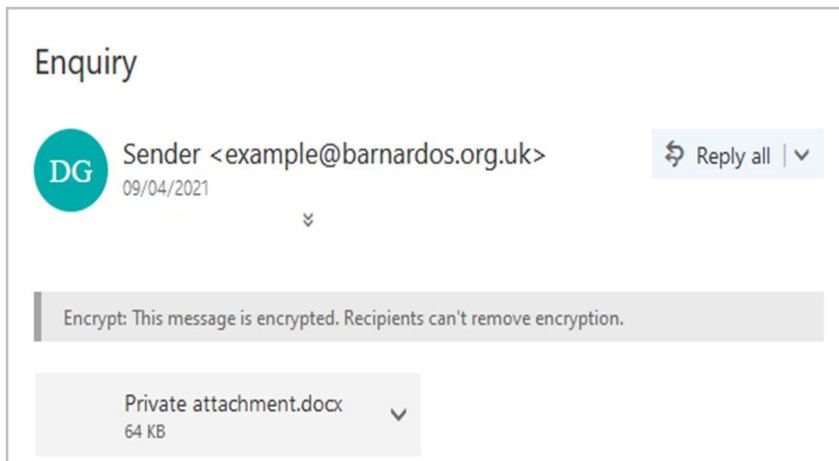 Enquiry
DG
Sender <example@barnardos.org.uk>
Reply all
09/04/2021
Encrypt: This message is encrypted. Recipients can't remove encryption.
Private attachment.docx
64 KB